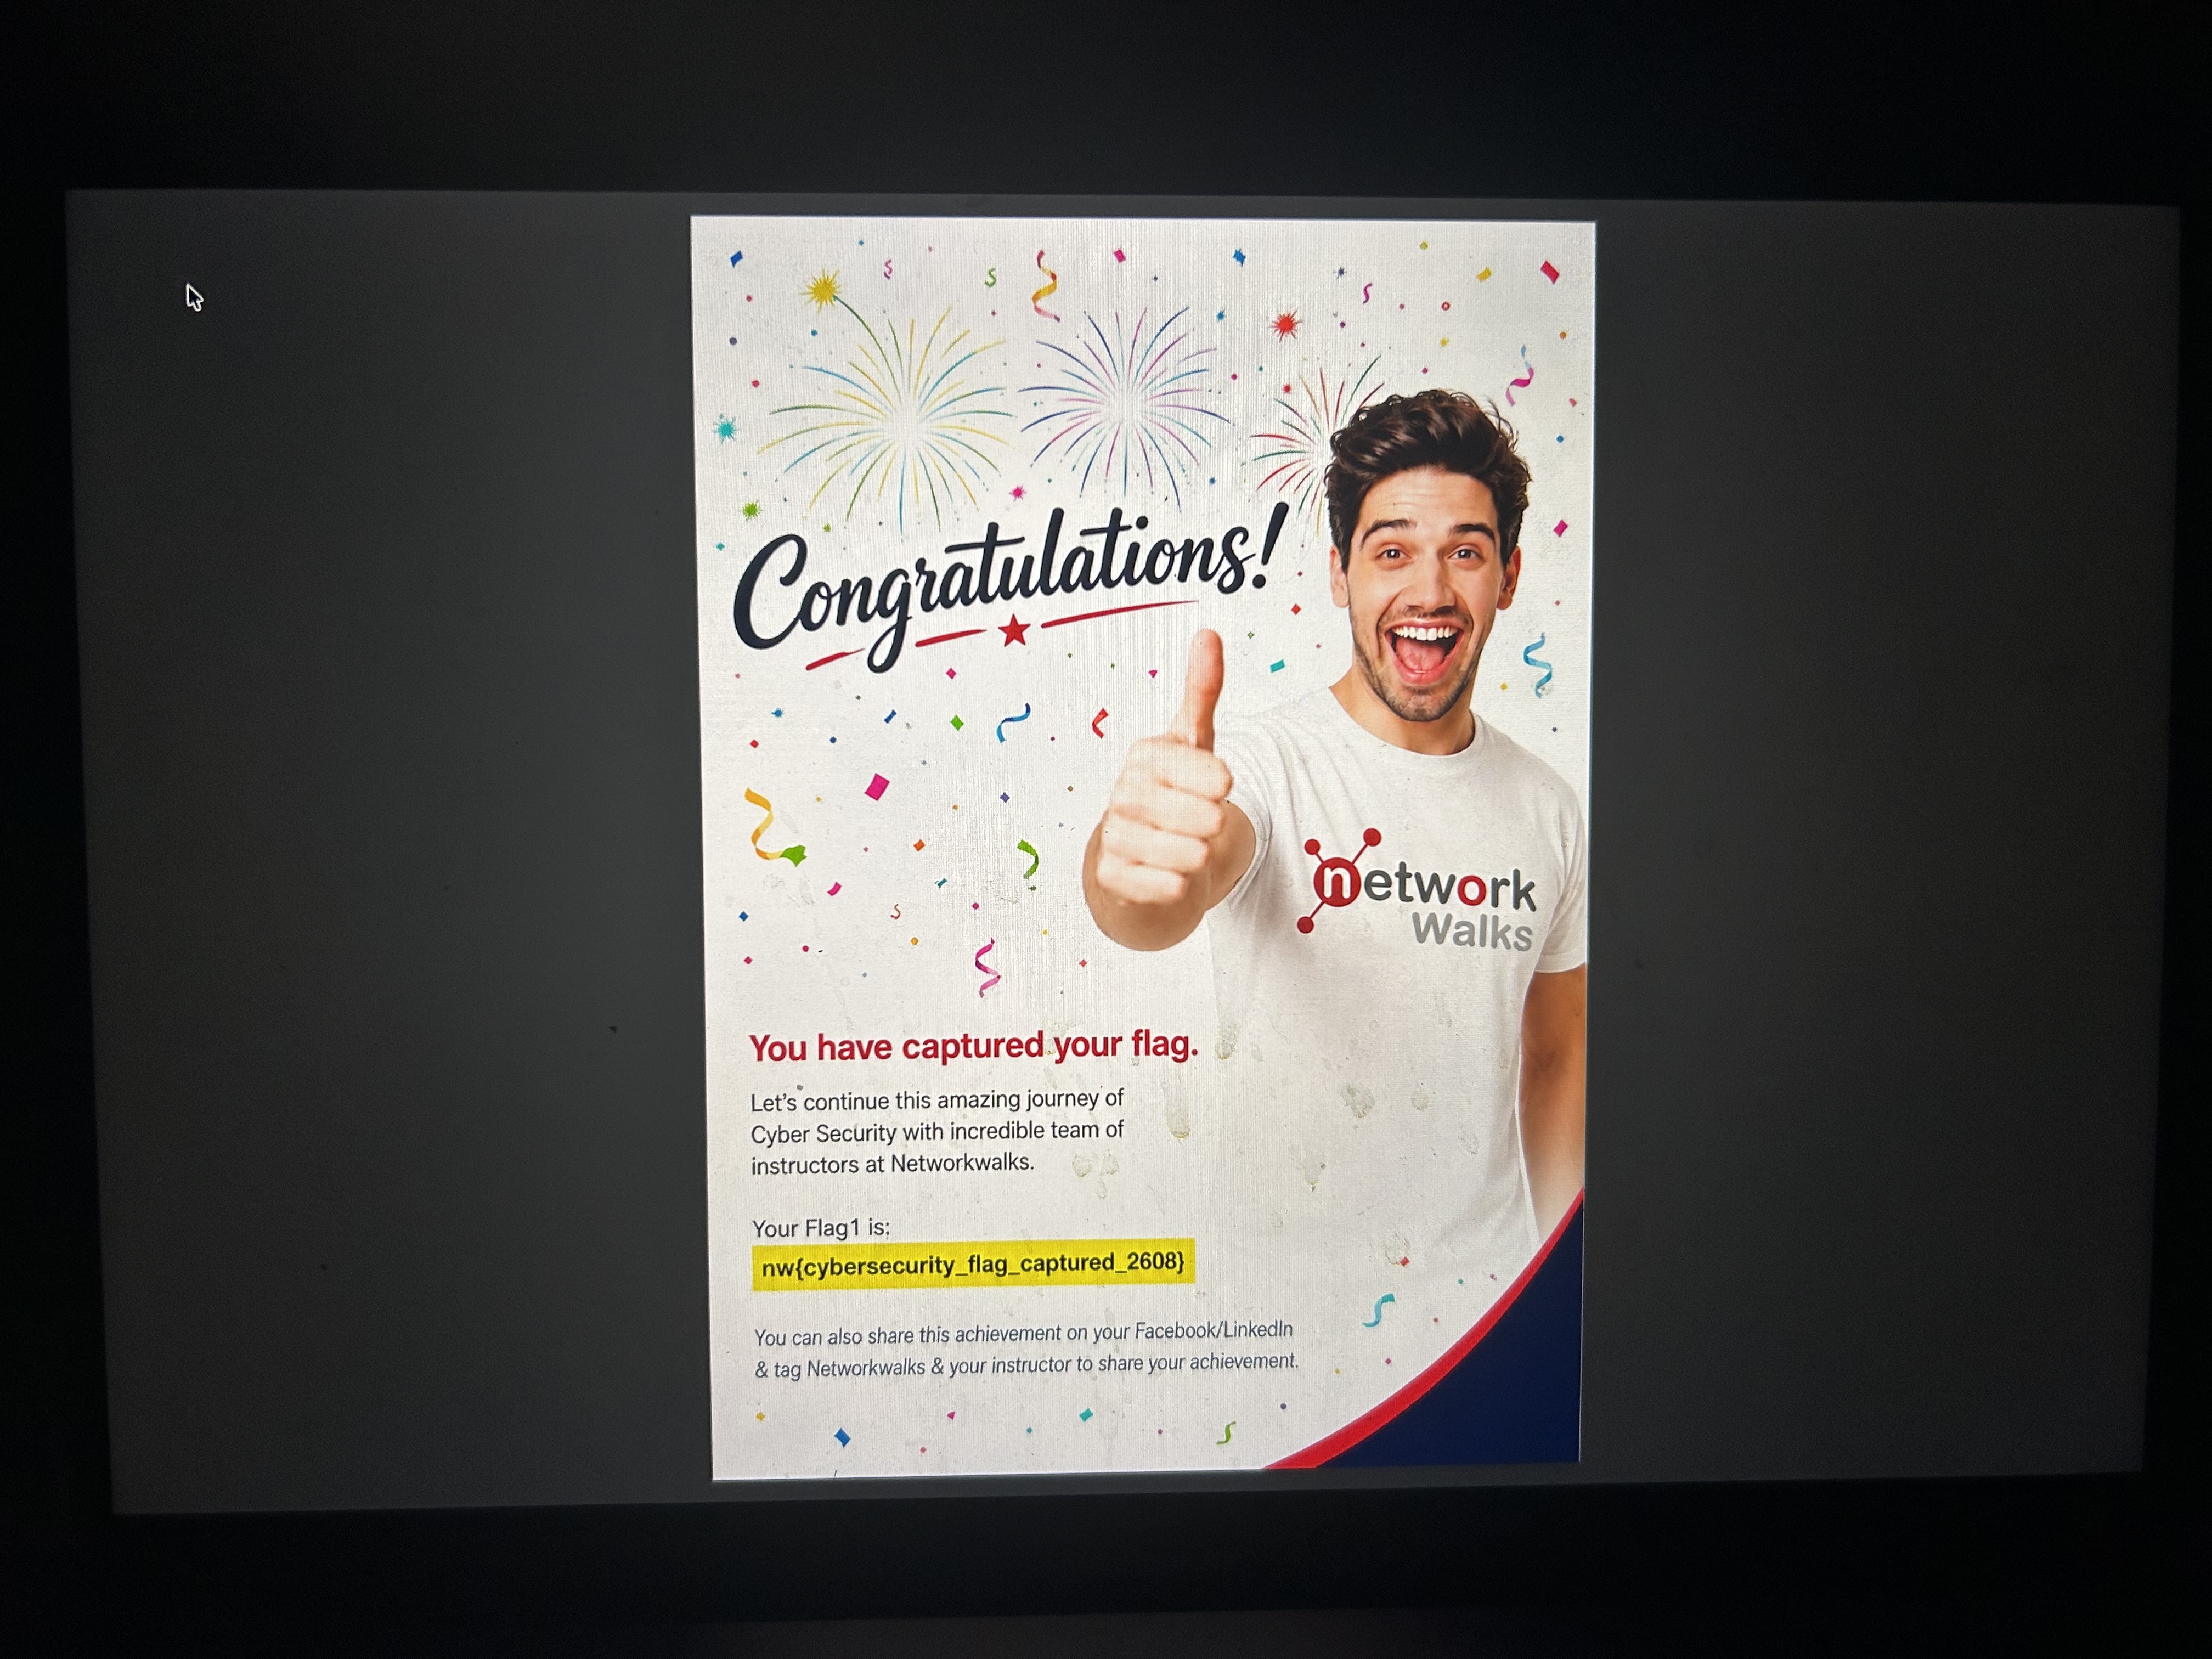 Congratulations!
network
Walks
You have captured your flag.
Let's continue this amazing journey of
Cyber Security with incredible team of
instructors at Networkwalks.
Your Flag1 is:
nw{cybersecurity_flag_captured_2608}
You can also share this achievement on your Facebook/LinkedIn
& tag Networkwalks & your instructor to share your achievement.